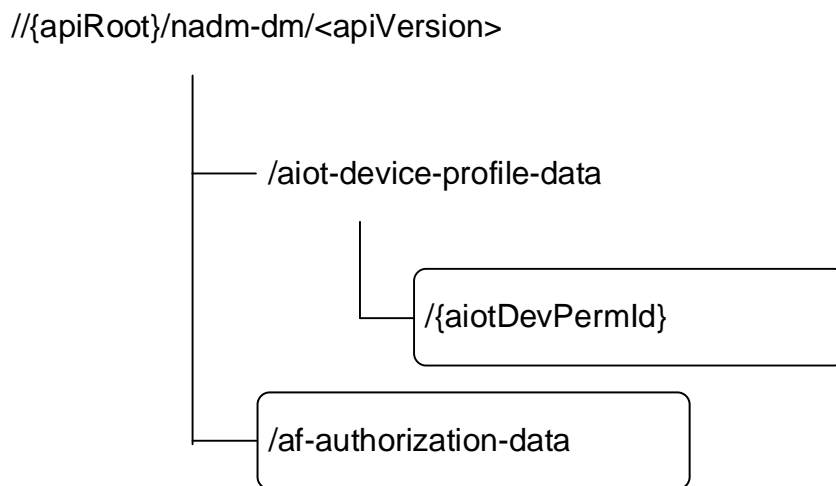 //{apiRoot}/nadm-dm/<apiVersion>
/aiot-device-profile-data
/{aiotDevPermId}
/af-authorization-data